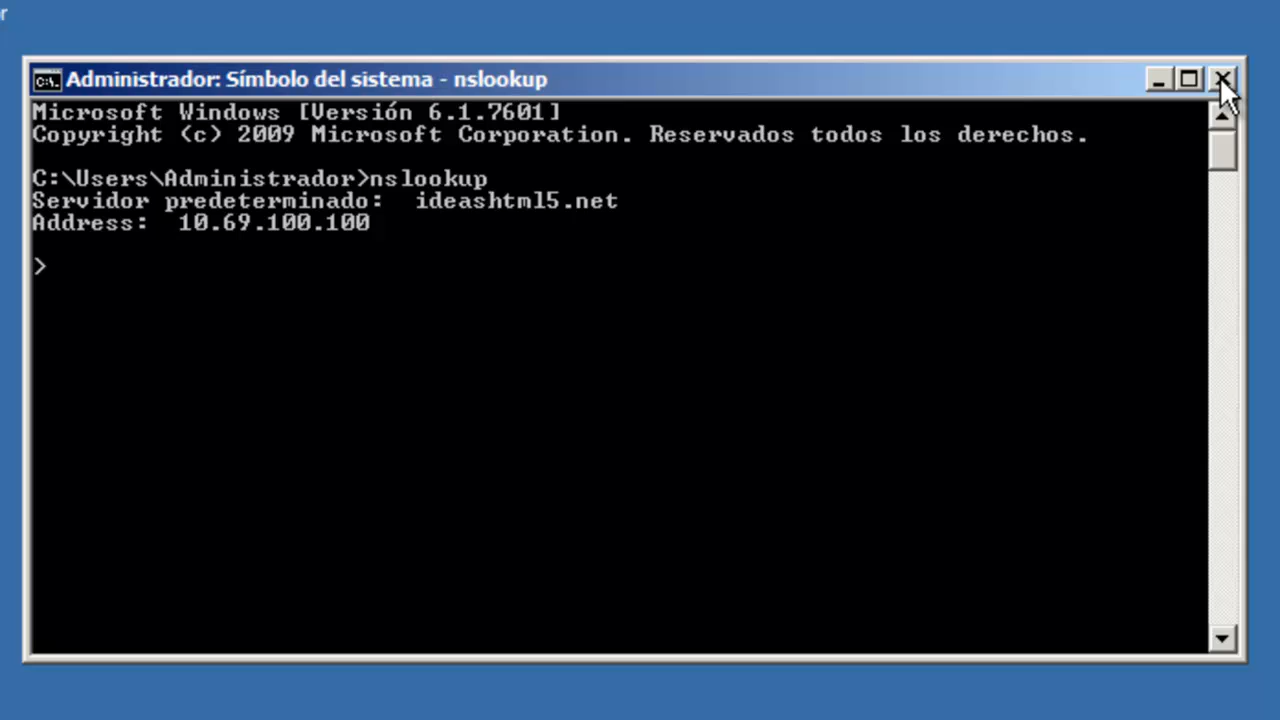 or
Administrador: Símbolo del sistema - nslookup
Microsoft Windows [Versión 6.1.7601]
Copyright (c) 2009 Microsoft Corporation. Reservados todos los derechos.
C:\Users\Administrador>nslookup
Servidor predeterminado:  ideashtml5.net
Address:  10.69.100.100
>